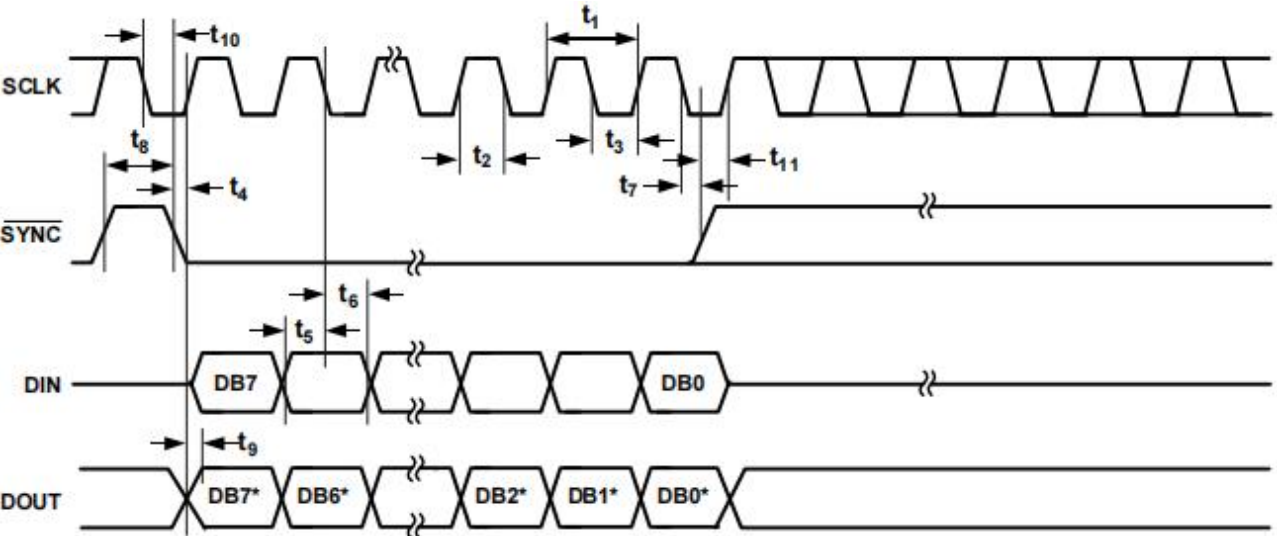 t1
t10
SCLK
t8
t2
t3
t11
t4
t7
SYNC
t6
t5
DIN
DB7
DB0
t9
DOUT
DB7*
DB6*
DB2*
DB1*
DB0*